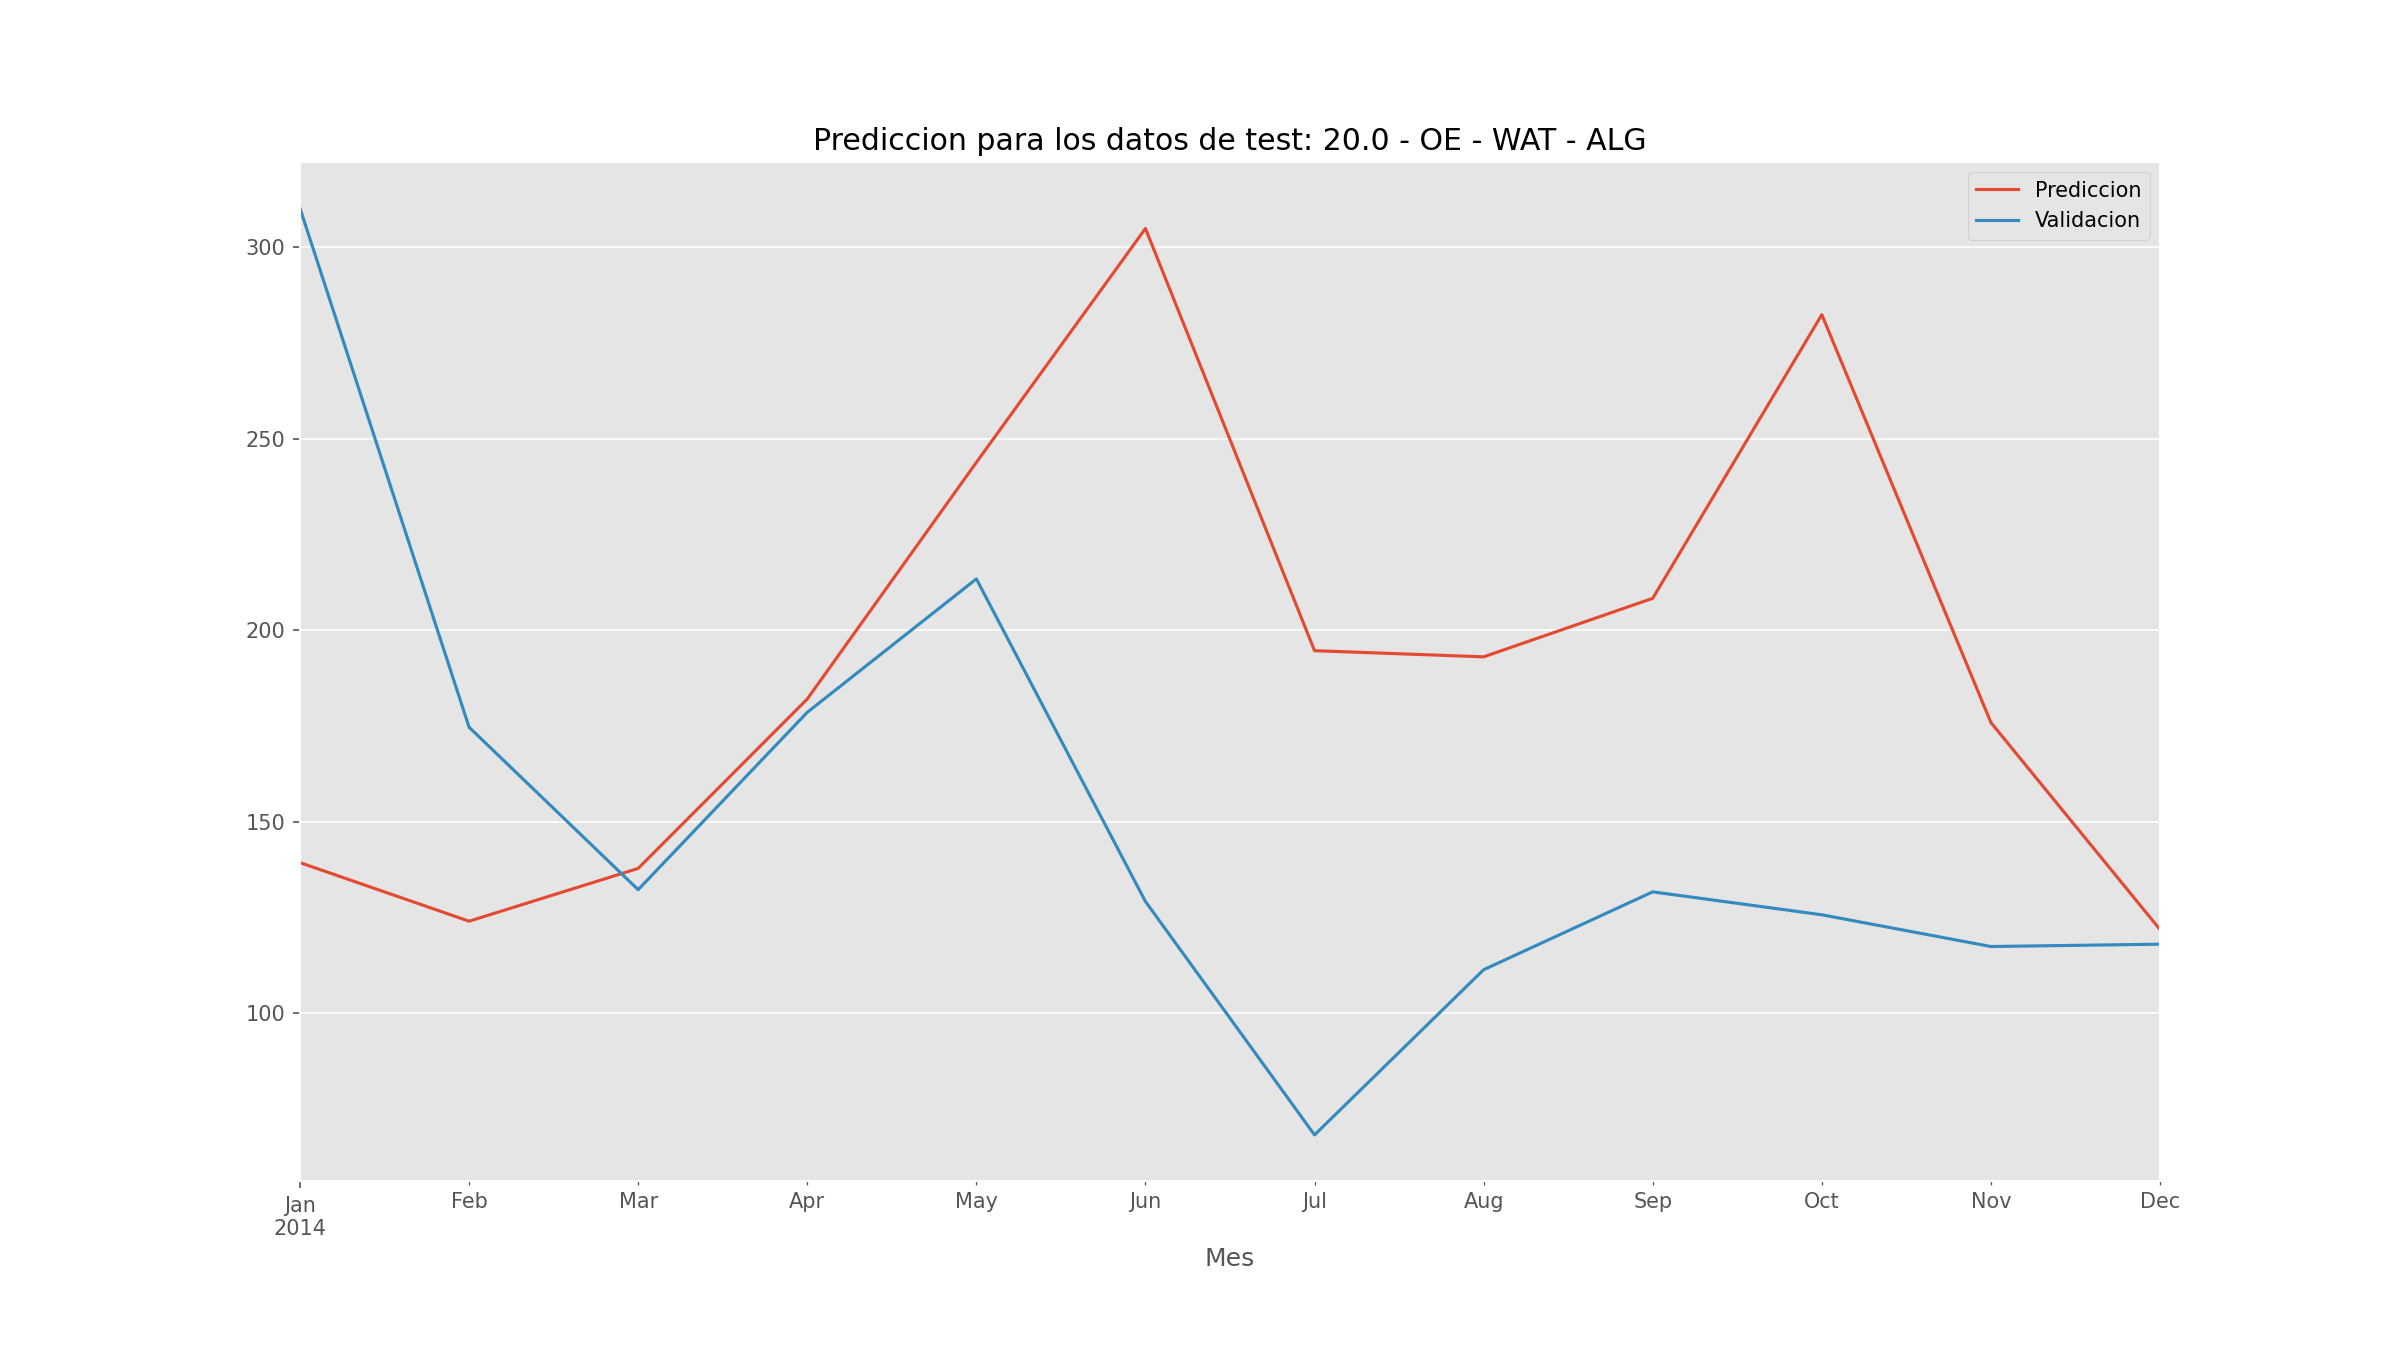 Prediccion para los datos de test: 20.0 - OE - WAT - ALG
Prediccion
Validacion
300
250
200
150
100
Jan Feb Mar Apr May Jun Jul Aug Sep Oct Nov Dec
2014
Mes